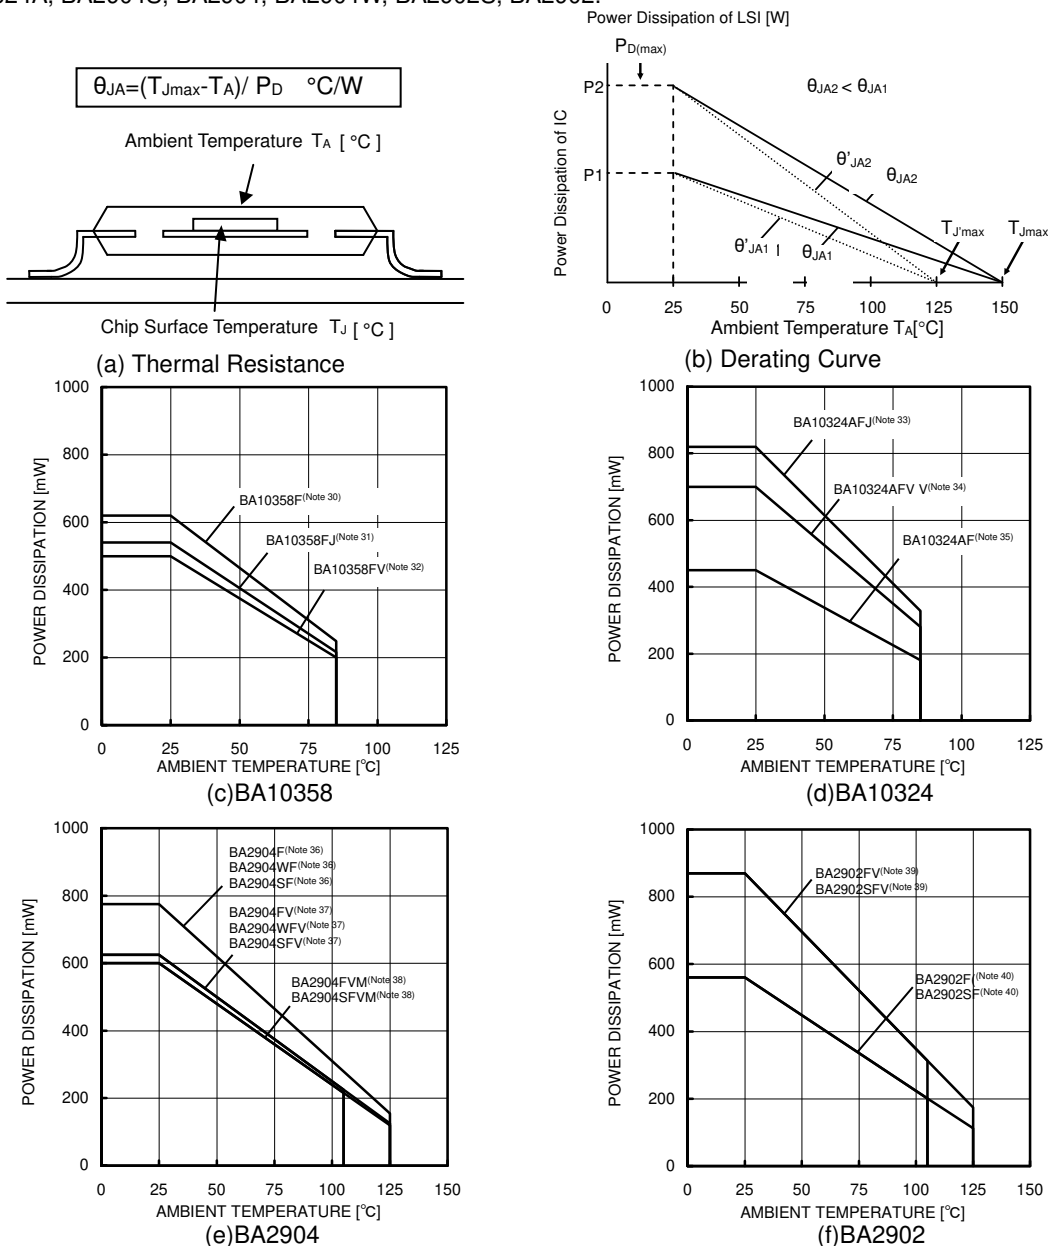 Power Dissipation of LSI [W]
θJA=(TJmax-TA)/ PD °C/W
Ambient Temperature TA [ °C ]
Chip Surface Temperature TJ [ °C ]
(a) Thermal Resistance
PD(max)
P2
θJA2 < θJA1
Power Dissipation of IC
θ'JA2
θJA2
P1
TJ'max
TJmax
θ'JA1
θJA1
0 25 50 75 100 125 150
Ambient Temperature TA[°C]
(b) Derating Curve
1000
800
600
400
200
0
POWER DISSIPATION [mW]
BA10358F(Note 30)
BA10358FJ(Note 31)
BA10358FV(Note 32)
0 25 50 75 100 125
AMBIENT TEMPERATURE [°C]
(c)BA10358
1000
800
600
400
200
0
POWER DISSIPATION [mW]
BA10324AFJ(Note 33)
BA10324AFV V(Note 34)
BA10324AF(Note 35)
0 25 50 75 100 125
AMBIENT TEMPERATURE [°C]
(d)BA10324
1000
800
600
400
200
0
POWER DISSIPATION [mW]
BA2904F(Note 36)
BA2904WF(Note 36)
BA2904SF(Note 36)
BA2904FV(Note 37)
BA2904WFV(Note 37)
BA2904SFV(Note 37)
BA2904FVM(Note 38)
BA2904SFVM(Note 38)
0 25 50 75 100 125 150
AMBIENT TEMPERATURE [°C]
(e)BA2904
1000
800
600
400
200
0
POWER DISSIPATION [mW]
BA2902FV(Note 39)
BA2902SFV(Note 39)
BA2902F(Note 40)
BA2902SF(Note 40)
0 25 50 75 100 125 150
AMBIENT TEMPERATURE [°C]
(f)BA2902